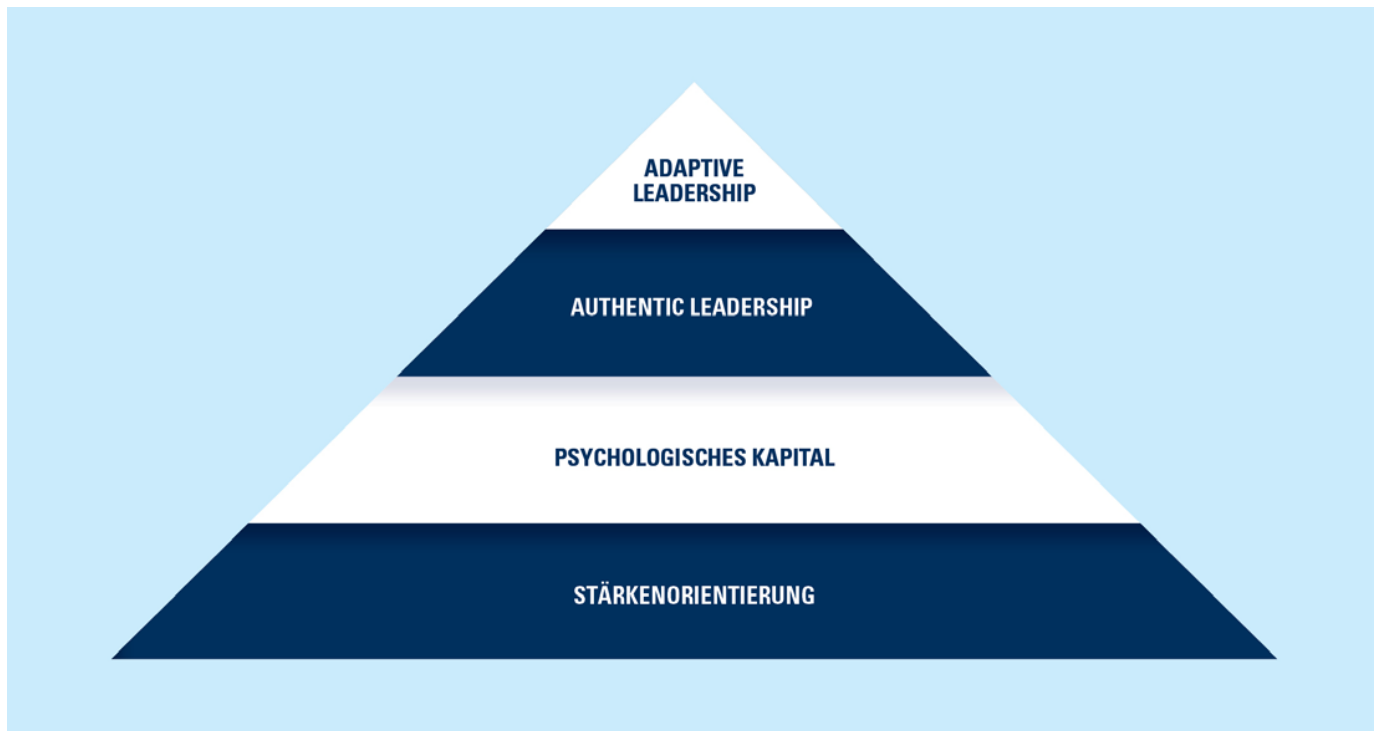 ADAPTIVE
LEADERSHIP
AUTHENTIC LEADERSHIP
PSYCHOLOGISCHES KAPITAL
STÄRKENORIENTIERUNG